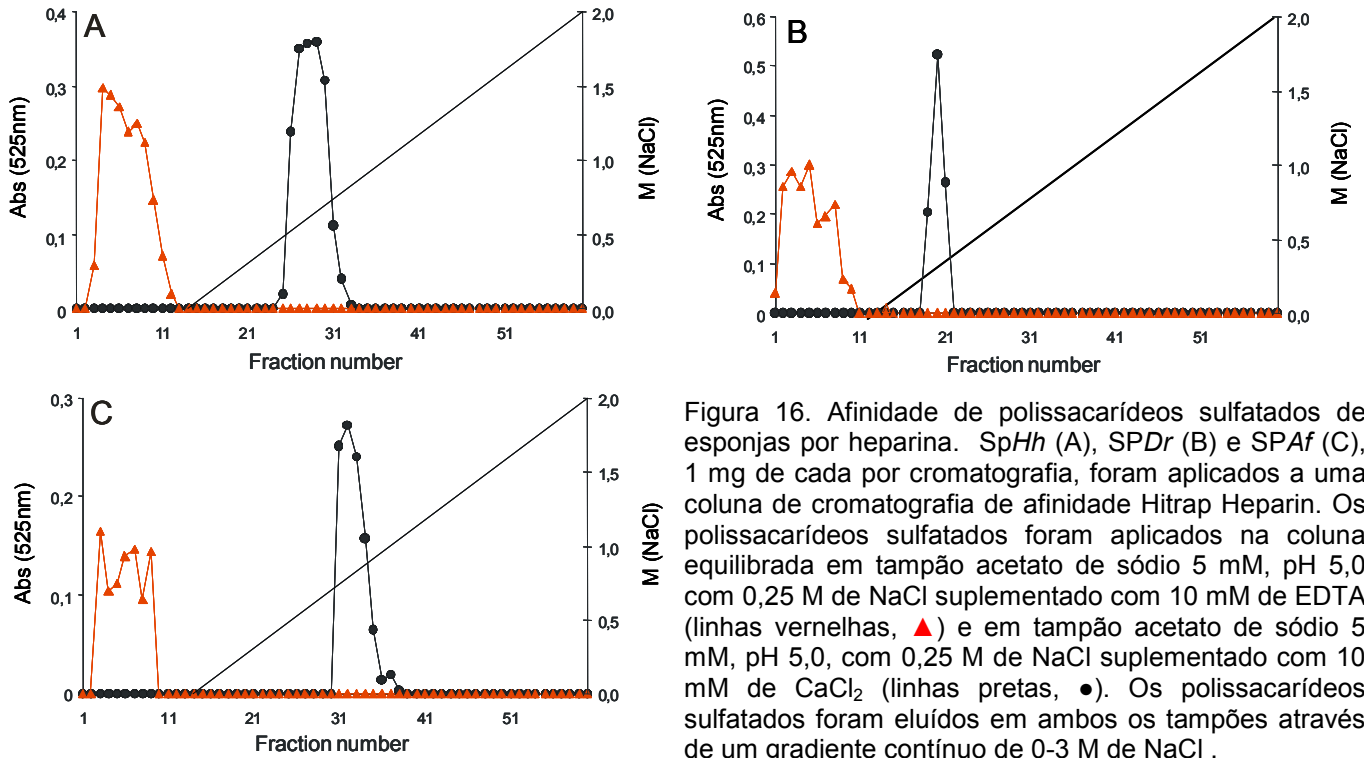 A
0,4
0,3
0,2
0,1
0
Abs (525nm)
2,0
1,5
1,0
0,5
0,0
M (NaCl)
1 11 21 31 41 51
Fraction number
B
0,6
0,5
0,4
0,3
0,2
0,1
0
Abs (525nm)
2,0
1,5
1,0
0,5
0,0
M (NaCl)
1 11 21 31 41 51
Fraction number
C
0,3
0,2
0,1
0
Abs (525nm)
2,0
1,5
1,0
0,5
0,0
M (NaCl)
1 11 21 31 41 51
Fraction number
Figura 16. Afinidade de polissacarídeos sulfatados de
esponjas por heparina. SpHh (A), SPDr (B) e SPAf (C),
1 mg de cada por cromatografia, foram aplicados a uma
coluna de cromatografia de afinidade Hitrap Heparin. Os
polissacarídeos sulfatados foram aplicados na coluna
equilibrada em tampão acetato de sódio 5 mM, pH 5,0
com 0,25 M de NaCl suplementado com 10 mM de EDTA
(linhas vernelhas, ▲) e em tampão acetato de sódio 5
mM, pH 5,0, com 0,25 M de NaCl suplementado com 10
mM de CaCl₂ (linhas pretas, ●). Os polissacarídeos
sulfatados foram eluídos em ambos os tampões através
de um gradiente contínuo de 0-3 M de NaCl .